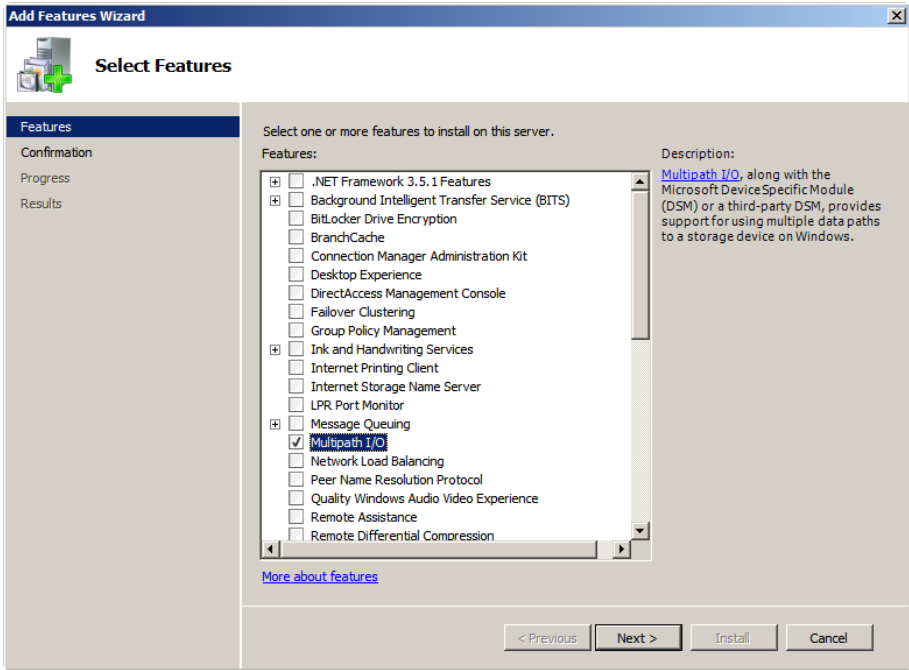 Add Features Wizard
Select Features
Features
Confirmation
Progress
Results
Select one or more features to install on this server.
Features:
.NET Framework 3.5.1 Features
Background Intelligent Transfer Service (BITS)
BitLocker Drive Encryption
BranchCache
Connection Manager Administration Kit
Desktop Experience
DirectAccess Management Console
Failover Clustering
Group Policy Management
Ink and Handwriting Services
Internet Printing Client
Internet Storage Name Server
LPR Port Monitor
Message Queuing
Multipath I/O
Network Load Balancing
Peer Name Resolution Protocol
Quality Windows Audio Video Experience
Remote Assistance
Remote Differential Compression
More about features
Description:
Multipath I/O, along with the
Microsoft Device Specific Module
(DSM) or a third-party DSM, provides
support for using multiple data paths
to a storage device on Windows.
< Previous
Next >
Install
Cancel